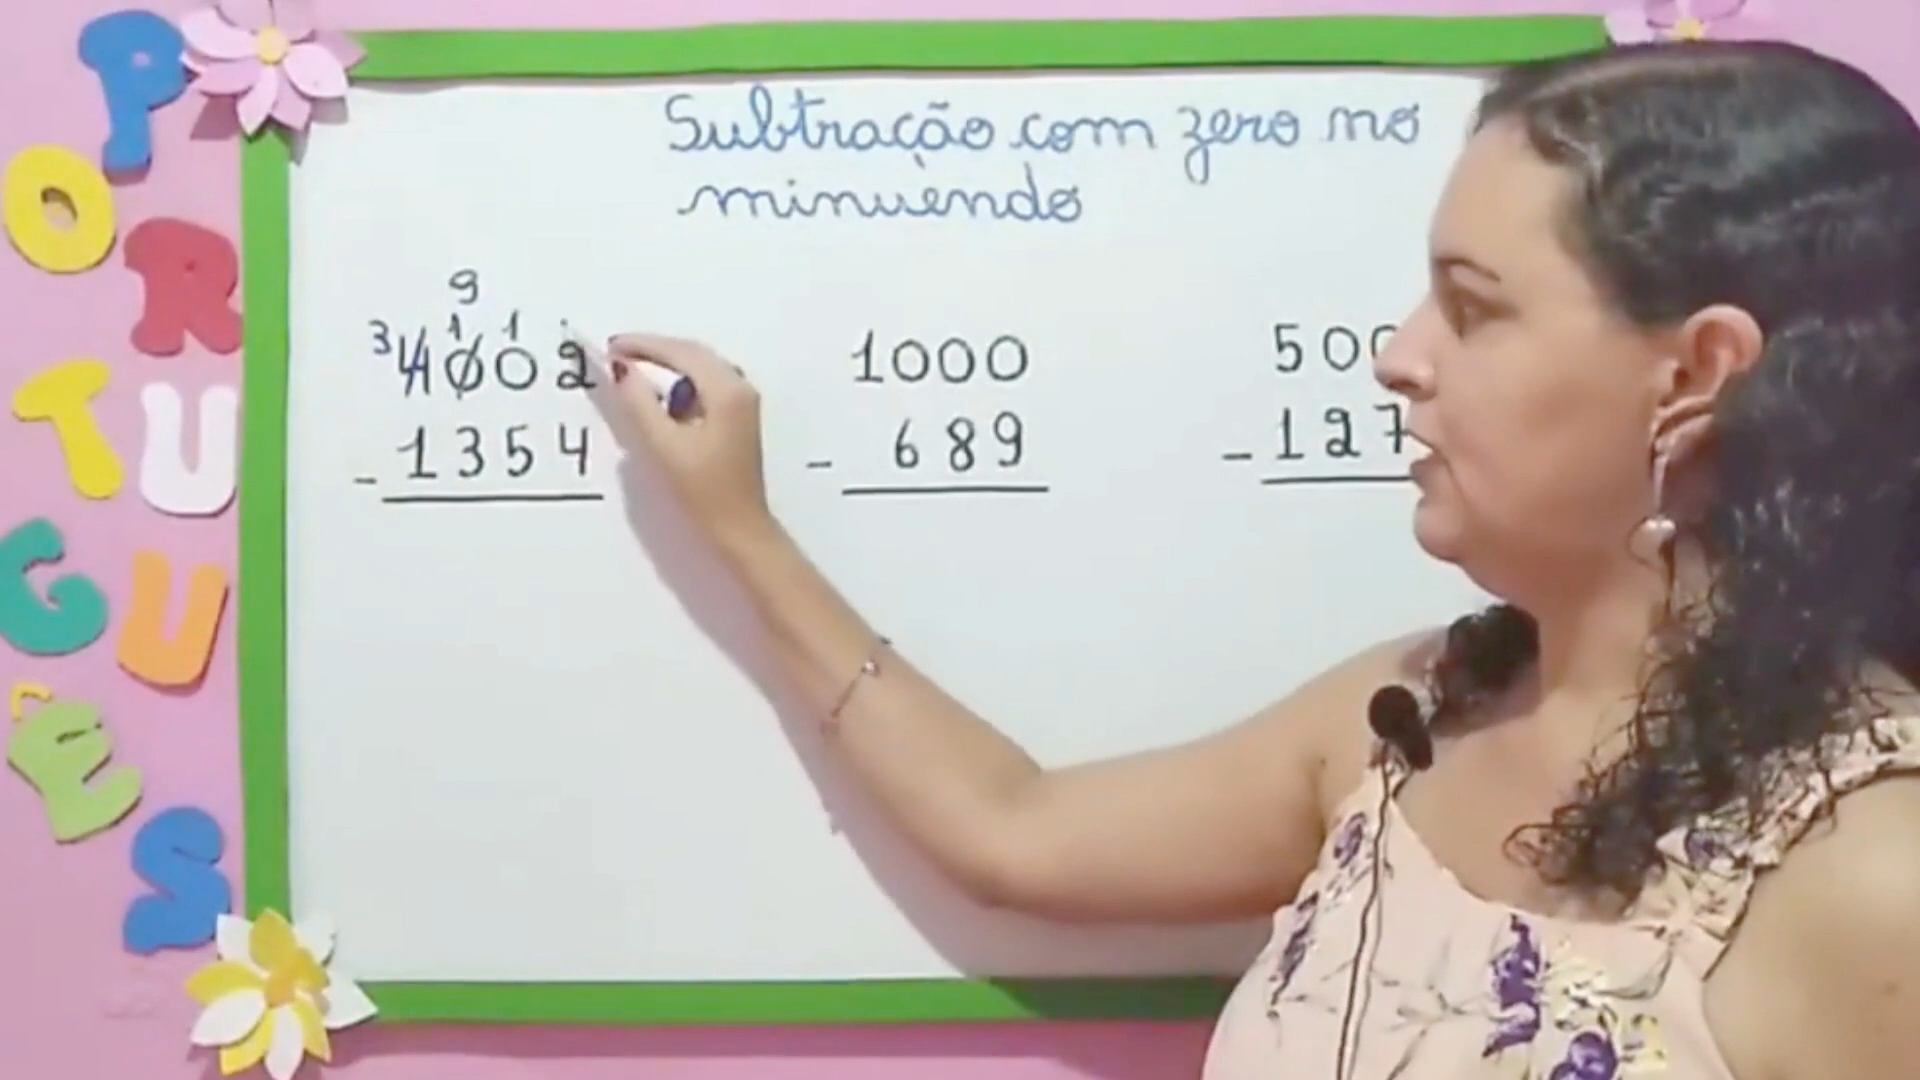 PORTUGUÊS
Subtração com zero no
minuendo
9
1 1
3 4002
- 1354
1000
- 689
500
- 127